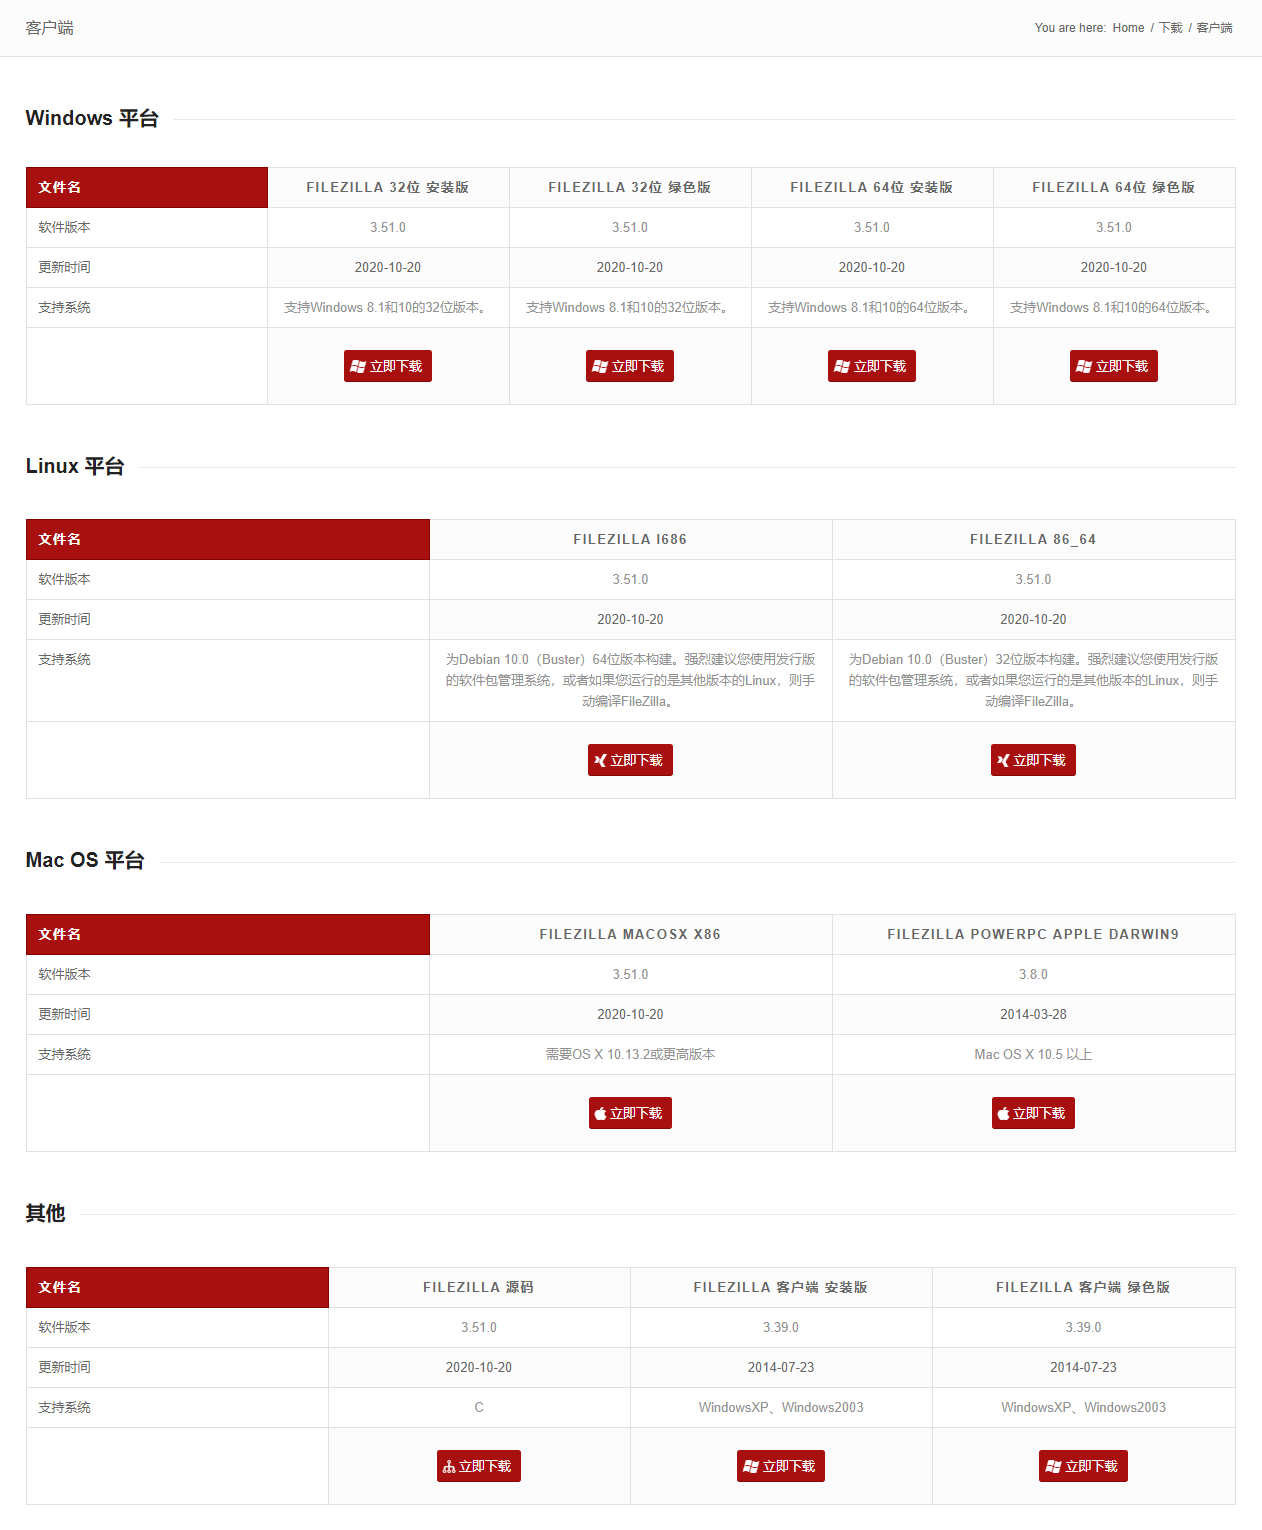 客户端
You are here: Home / 下载 / 客户端
Windows 平台
文件名 FILEZILLA 32位 安装版 FILEZILLA 32位 绿色版 FILEZILLA 64位 安装版 FILEZILLA 64位 绿色版
软件版本 3.51.0 3.51.0 3.51.0 3.51.0
更新时间 2020-10-20 2020-10-20 2020-10-20 2020-10-20
支持系统 支持Windows 8.1和10的32位版本。 支持Windows 8.1和10的32位版本。 支持Windows 8.1和10的64位版本。 支持Windows 8.1和10的64位版本。
立即下载 立即下载 立即下载 立即下载
Linux 平台
文件名 FILEZILLA I686 FILEZILLA 86_64
软件版本 3.51.0 3.51.0
更新时间 2020-10-20 2020-10-20
支持系统
为Debian 10.0（Buster）64位版本构建。强烈建议您使用发行版
的软件包管理系统，或者如果您运行的是其他版本的Linux，则手
动编译FileZilla。
为Debian 10.0（Buster）32位版本构建。强烈建议您使用发行版
的软件包管理系统，或者如果您运行的是其他版本的Linux，则手
动编译FileZilla。
立即下载 立即下载
Mac OS 平台
文件名 FILEZILLA MACOSX X86 FILEZILLA POWERPC APPLE DARWIN9
软件版本 3.51.0 3.8.0
更新时间 2020-10-20 2014-03-28
支持系统 需要OS X 10.13.2或更高版本 Mac OS X 10.5 以上
立即下载 立即下载
其他
文件名 FILEZILLA 源码 FILEZILLA 客户端 安装版 FILEZILLA 客户端 绿色版
软件版本 3.51.0 3.39.0 3.39.0
更新时间 2020-10-20 2014-07-23 2014-07-23
支持系统 C WindowsXP、Windows2003 WindowsXP、Windows2003
立即下载 立即下载 立即下载